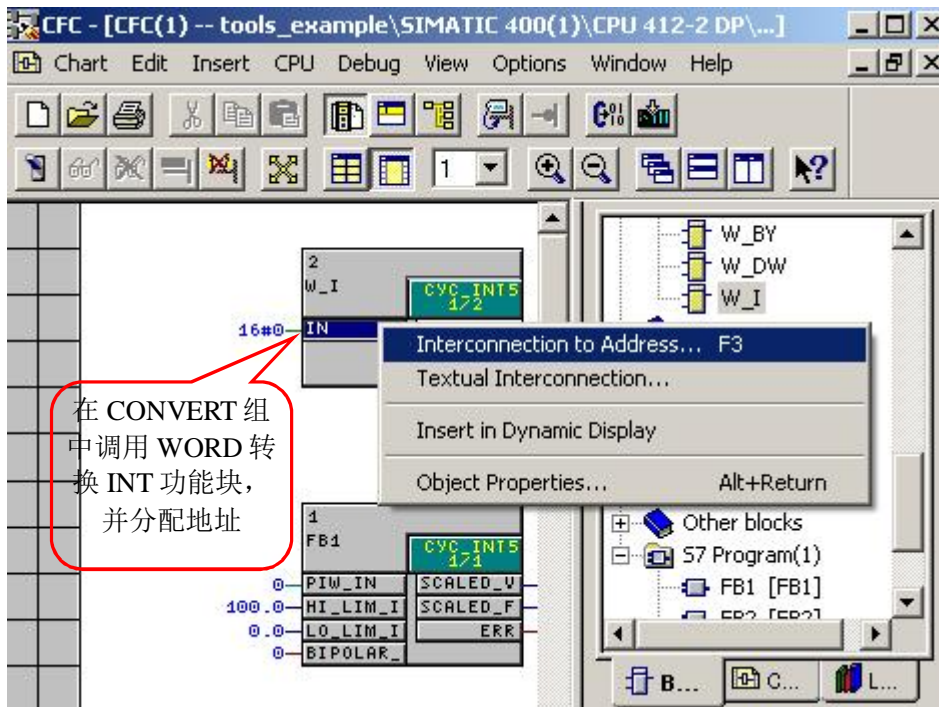 CFC - [CFC(1) -- tools_example\SIMATIC 400(1)\CPU 412-2 DP\...]
Chart Edit Insert CPU Debug View Options Window Help
1
2
W_I
CYC_INT5
1/2
16#0
IN
在 CONVERT 组
中调用 WORD 转
换 INT 功能块，
并分配地址
Interconnection to Address... F3
Textual Interconnection...
Insert in Dynamic Display
Object Properties... Alt+Return
1
FB1
CYC_INT5
1/1
0 PIW_IN SCALED_V
100.0 HI_LIM_I SCALED_F
0.0 LO_LIM_I ERR
0 BIPOLAR_
W_BY
W_DW
W_I
Other blocks
S7 Program(1)
FB1 [FB1]
FB2 [FB2]
B... C... L...